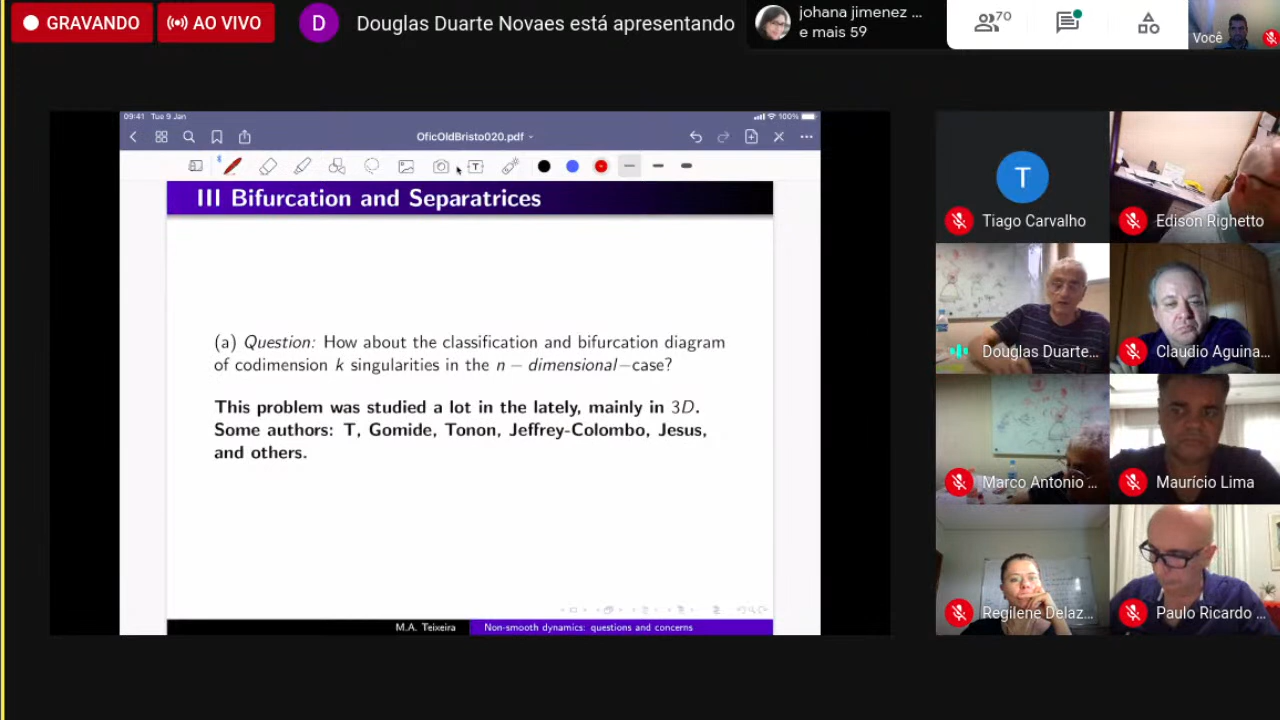 GRAVANDO
AO VIVO
D
Douglas Duarte Novaes está apresentando
johana jimenez ...
e mais 59
70
Você
09:41 Tue 9 Jan
100%
OficOldBristo020.pdf
T
III Bifurcation and Separatrices
(a) Question: How about the classification and bifurcation diagram
of codimension k singularities in the n − dimensional−case?
This problem was studied a lot in the lately, mainly in 3D.
Some authors: T, Gomide, Tonon, Jeffrey-Colombo, Jesus,
and others.
M.A. Teixeira
Non-smooth dynamics: questions and concerns
T
Tiago Carvalho
Edison Righetto
Douglas Duarte...
Claudio Aguina...
Marco Antonio ...
Maurício Lima
Regilene Delaz...
Paulo Ricardo ...